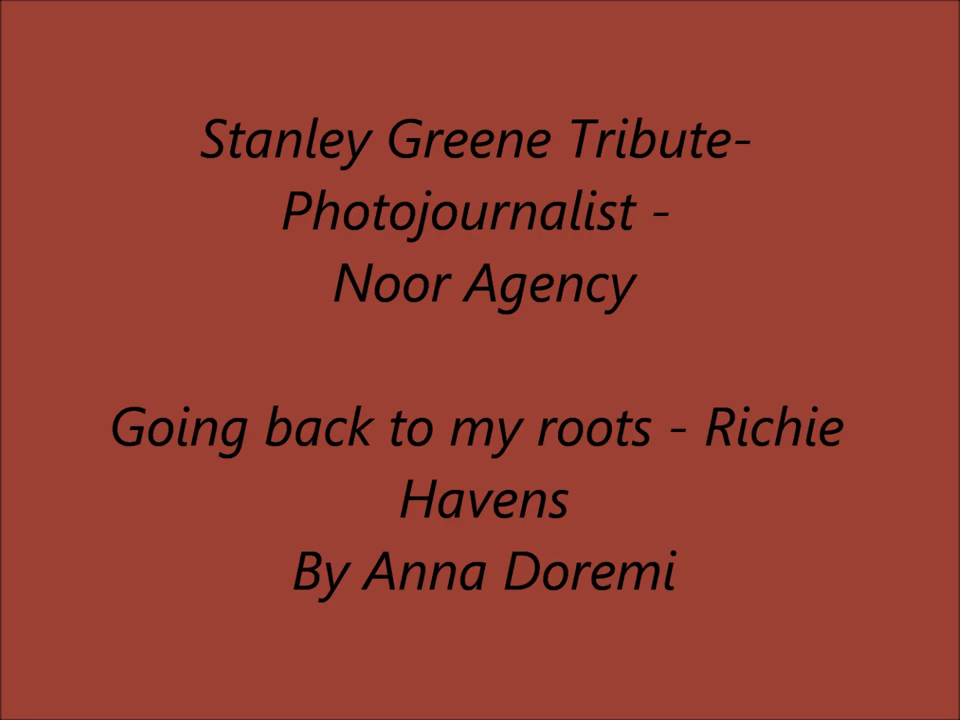 Stanley Greene Tribute-
Photojournalist -
Noor Agency
Going back to my roots - Richie
Havens
By Anna Doremi